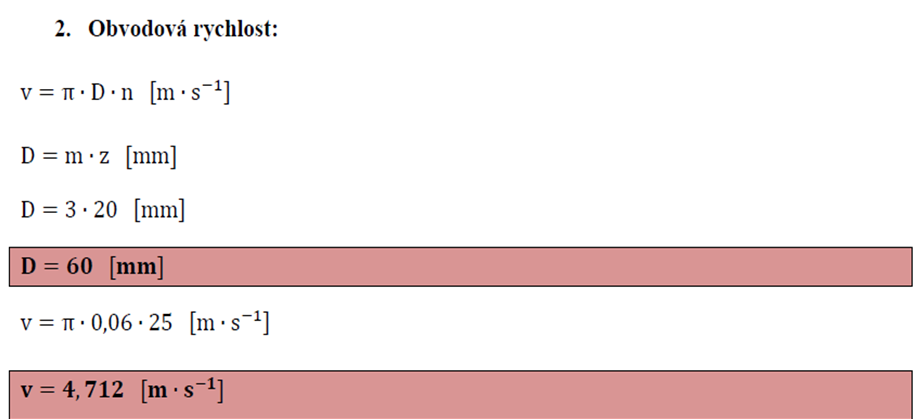 2. Obvodová rychlost:
v = π · D · n [m · s⁻¹]
D = m · z [mm]
D = 3 · 20 [mm]
D = 60 [mm]
v = π · 0,06 · 25 [m · s⁻¹]
v = 4,712 [m · s⁻¹]